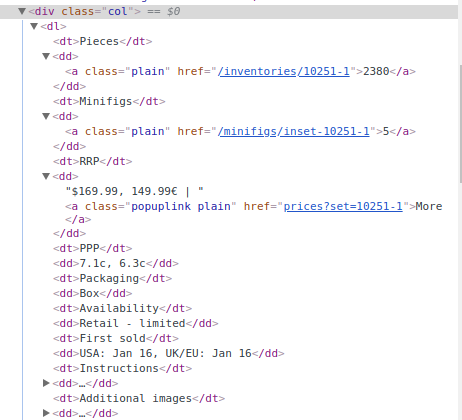 ▼<div class="col"> == $0
▼<dl>
<dt>Pieces</dt>
▼<dd>
<a class="plain" href="/inventories/10251-1">2380</a>
</dd>
<dt>Minifigs</dt>
▼<dd>
<a class="plain" href="/minifigs/inset-10251-1">5</a>
</dd>
<dt>RRP</dt>
▼<dd>
"$169.99, 149.99€ | "
<a class="popuplink plain" href="prices?set=10251-1">More
</a>
</dd>
<dt>PPP</dt>
<dd>7.1c, 6.3c</dd>
<dt>Packaging</dt>
<dd>Box</dd>
<dt>Availability</dt>
<dd>Retail - limited</dd>
<dt>First sold</dt>
<dd>USA: Jan 16, UK/EU: Jan 16</dd>
<dt>Instructions</dt>
▶<dd>…</dd>
<dt>Additional images</dt>
▶<dd>…</dd>